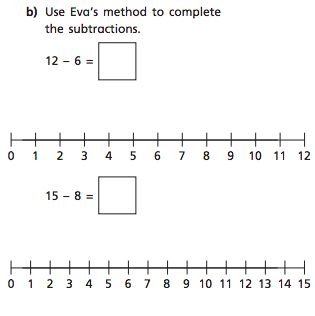 b) Use Eva's method to complete
the subtractions.
12 – 6 =
0 1 2 3 4 5 6 7 8 9 10 11 12
15 – 8 =
0 1 2 3 4 5 6 7 8 9 10 11 12 13 14 15